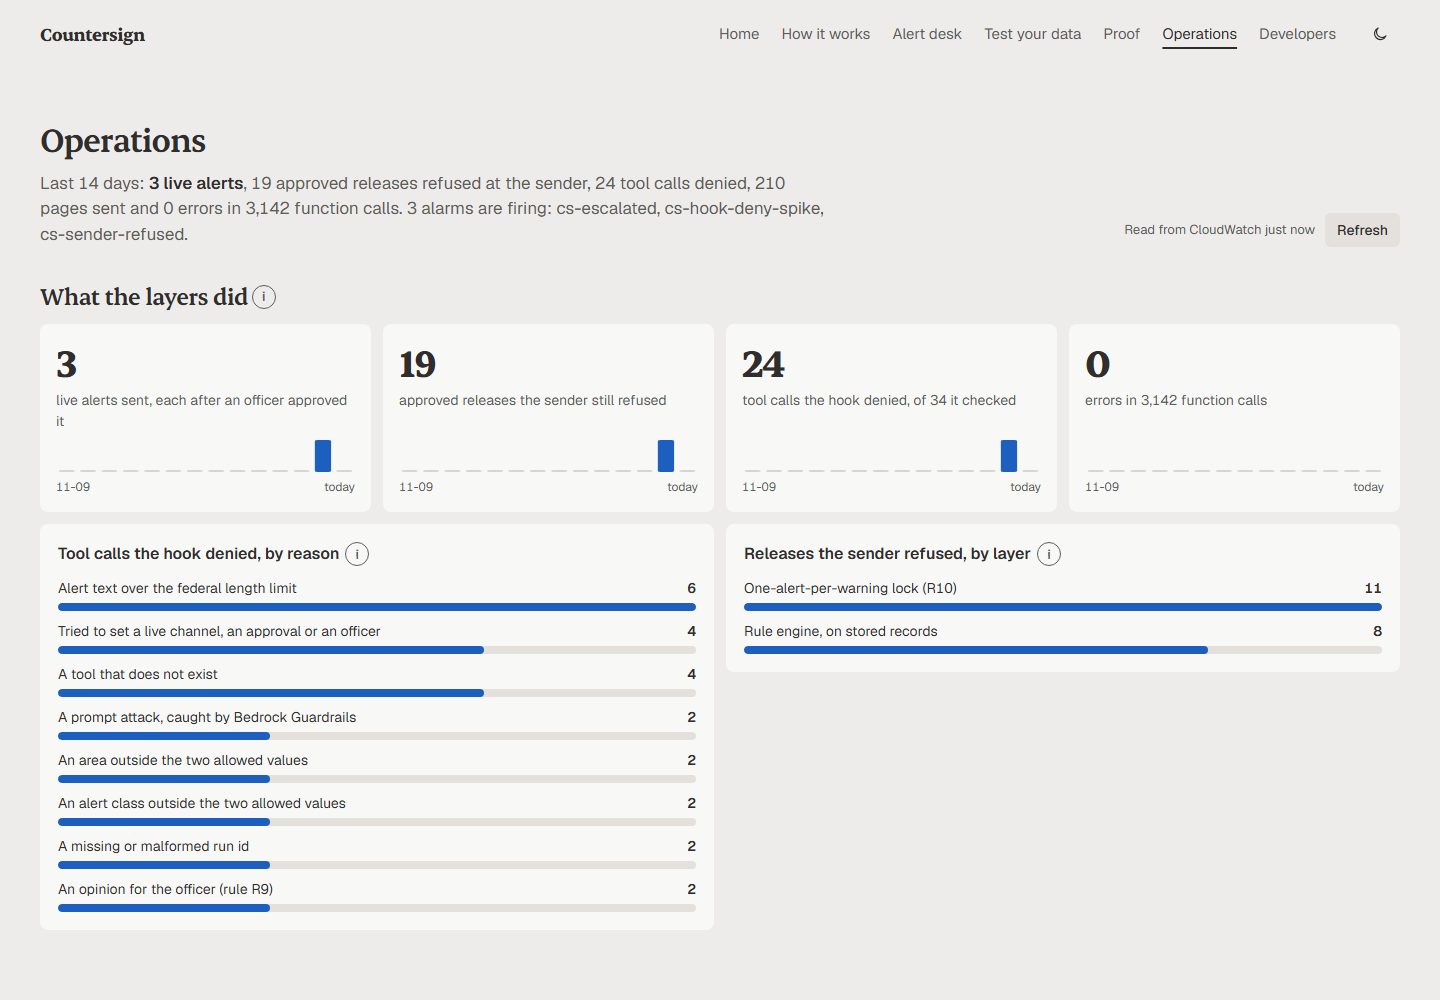 Countersign
Home How it works Alert desk Test your data Proof Operations Developers
Operations
Last 14 days: 3 live alerts, 19 approved releases refused at the sender, 24 tool calls denied, 210
pages sent and 0 errors in 3,142 function calls. 3 alarms are firing: cs-escalated, cs-hook-deny-spike,
cs-sender-refused.
Read from CloudWatch just now Refresh
What the layers did i
3
live alerts sent, each after an officer approved
it
11-09 today
19
approved releases the sender still refused
11-09 today
24
tool calls the hook denied, of 34 it checked
11-09 today
0
errors in 3,142 function calls
11-09 today
Tool calls the hook denied, by reason i
Alert text over the federal length limit 6
Tried to set a live channel, an approval or an officer 4
A tool that does not exist 4
A prompt attack, caught by Bedrock Guardrails 2
An area outside the two allowed values 2
An alert class outside the two allowed values 2
A missing or malformed run id 2
An opinion for the officer (rule R9) 2
Releases the sender refused, by layer i
One-alert-per-warning lock (R10) 11
Rule engine, on stored records 8